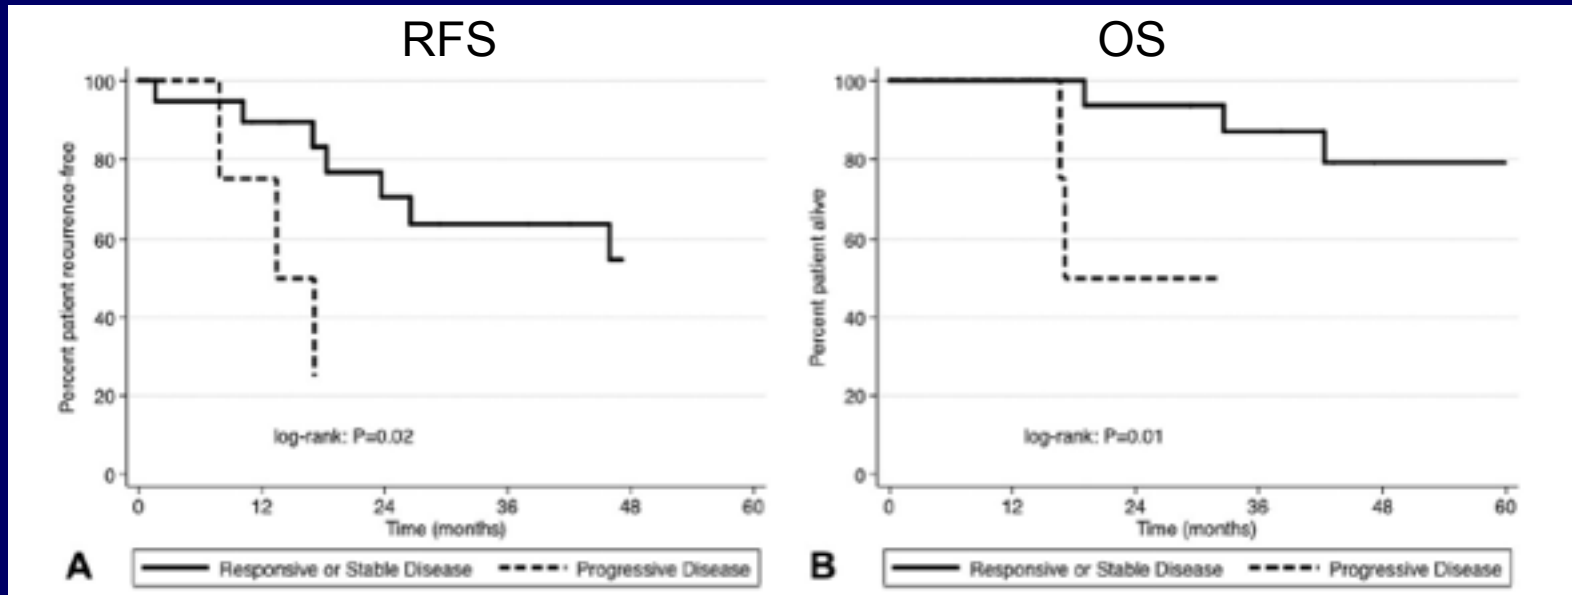 RFS
Percent patient recurrence-free
100
80
60
40
20
0
log-rank: P=0.02
0 12 24 36 48 60
Time (months)
A
Responsive or Stable Disease Progressive Disease
OS
Percent patient alive
100
80
60
40
20
0
log-rank: P=0.01
0 12 24 36 48 60
Time (months)
B
Responsive or Stable Disease Progressive Disease